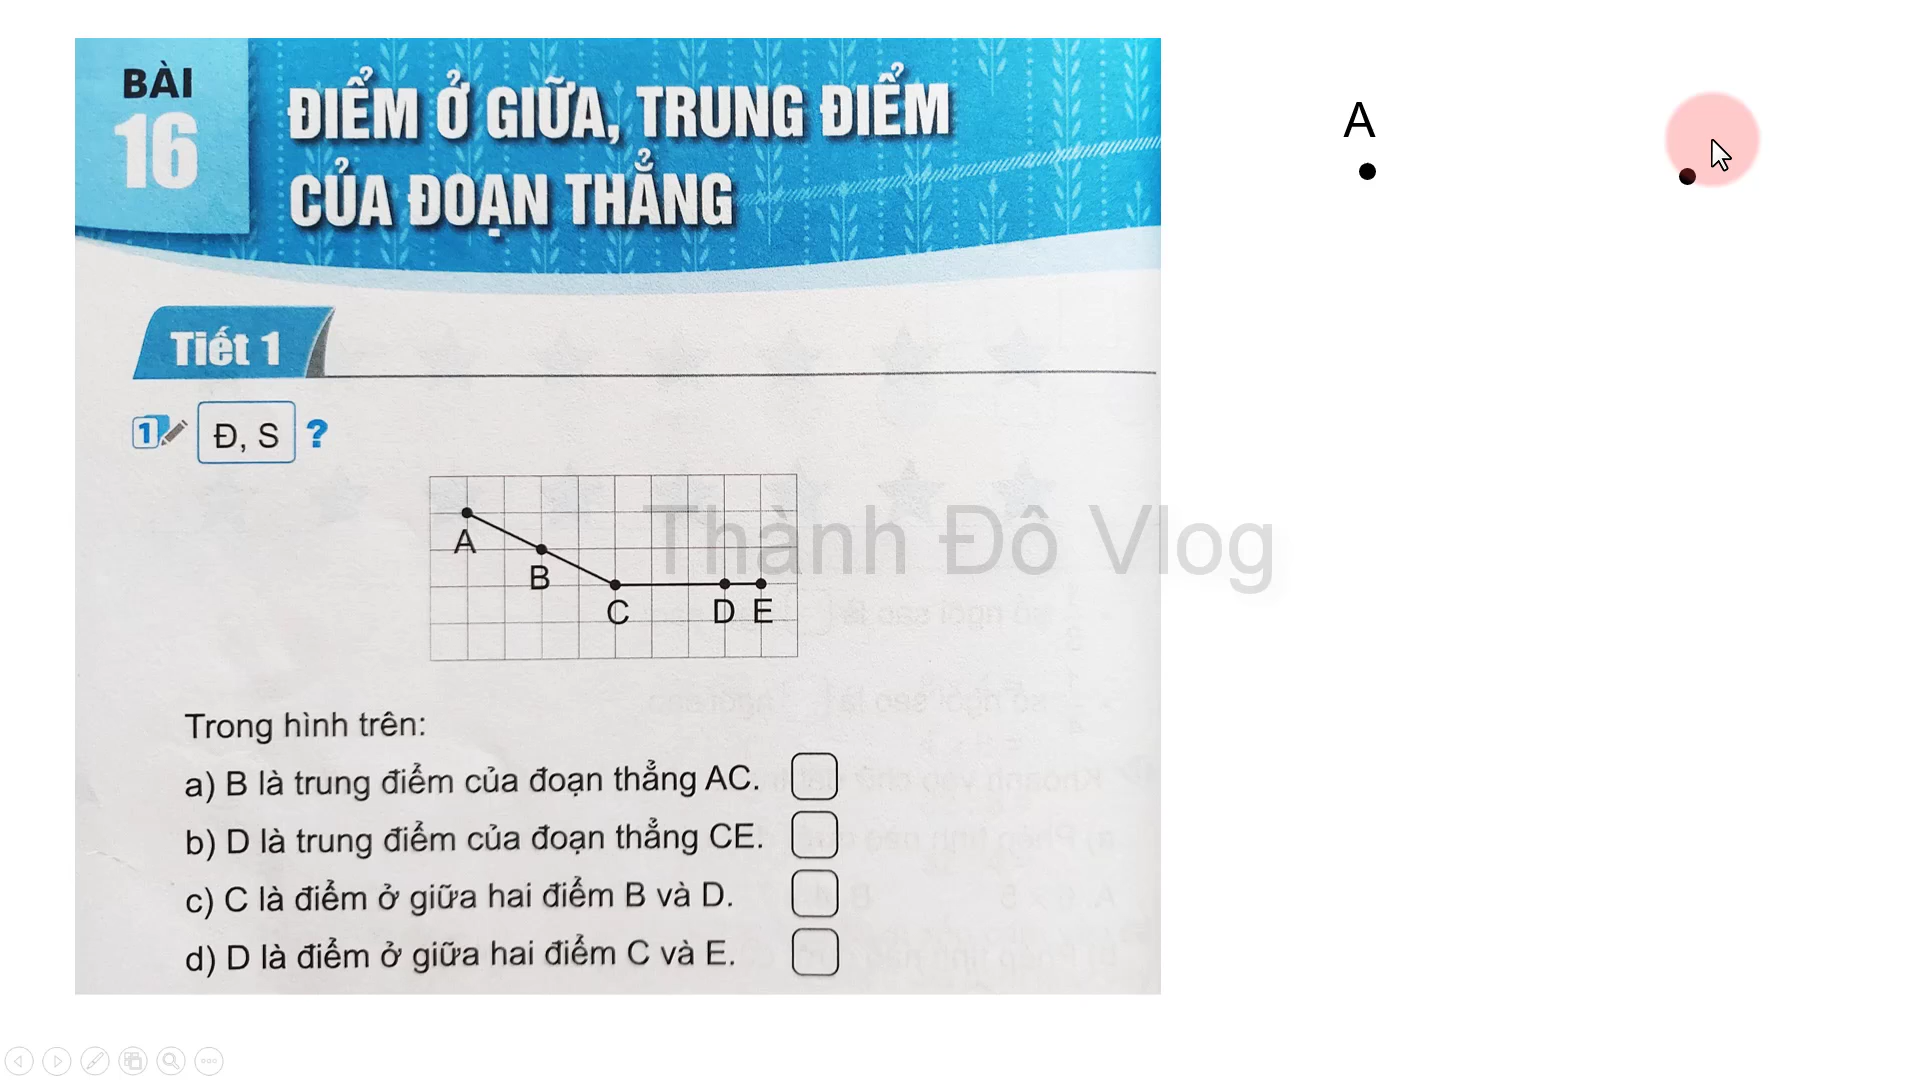 BÀI
16
ĐIỂM Ở GIỮA, TRUNG ĐIỂM
CỦA ĐOẠN THẲNG
Tiết 1
1
Đ, S ?
A
B
C
D
E
Trong hình trên:
a) B là trung điểm của đoạn thẳng AC.
b) D là trung điểm của đoạn thẳng CE.
c) C là điểm ở giữa hai điểm B và D.
d) D là điểm ở giữa hai điểm C và E.
Thành Đô Vlog
A